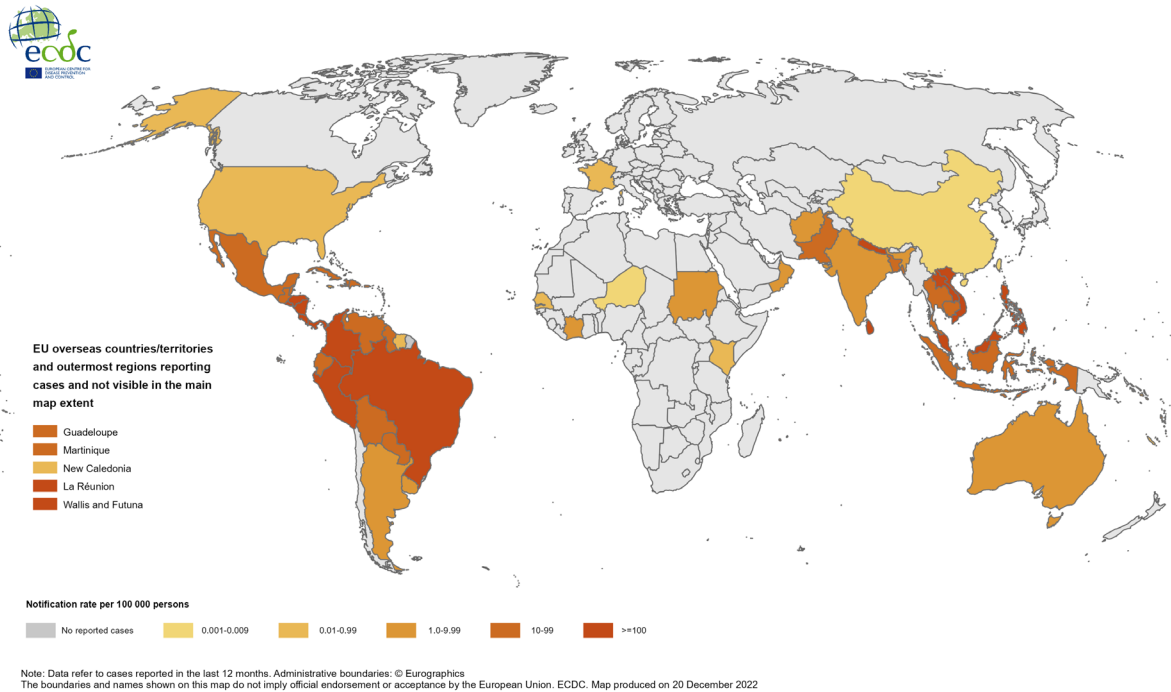 ecdc
EUROPEAN CENTRE FOR
DISEASE PREVENTION
AND CONTROL
EU overseas countries/territories
and outermost regions reporting
cases and not visible in the main
map extent
Guadeloupe
Martinique
New Caledonia
La Réunion
Wallis and Futuna
Notification rate per 100 000 persons
No reported cases
0.001-0.009
0.01-0.99
1.0-9.99
10-99
>=100
Note: Data refer to cases reported in the last 12 months. Administrative boundaries: © Eurographics
The boundaries and names shown on this map do not imply official endorsement or acceptance by the European Union. ECDC. Map produced on 20 December 2022